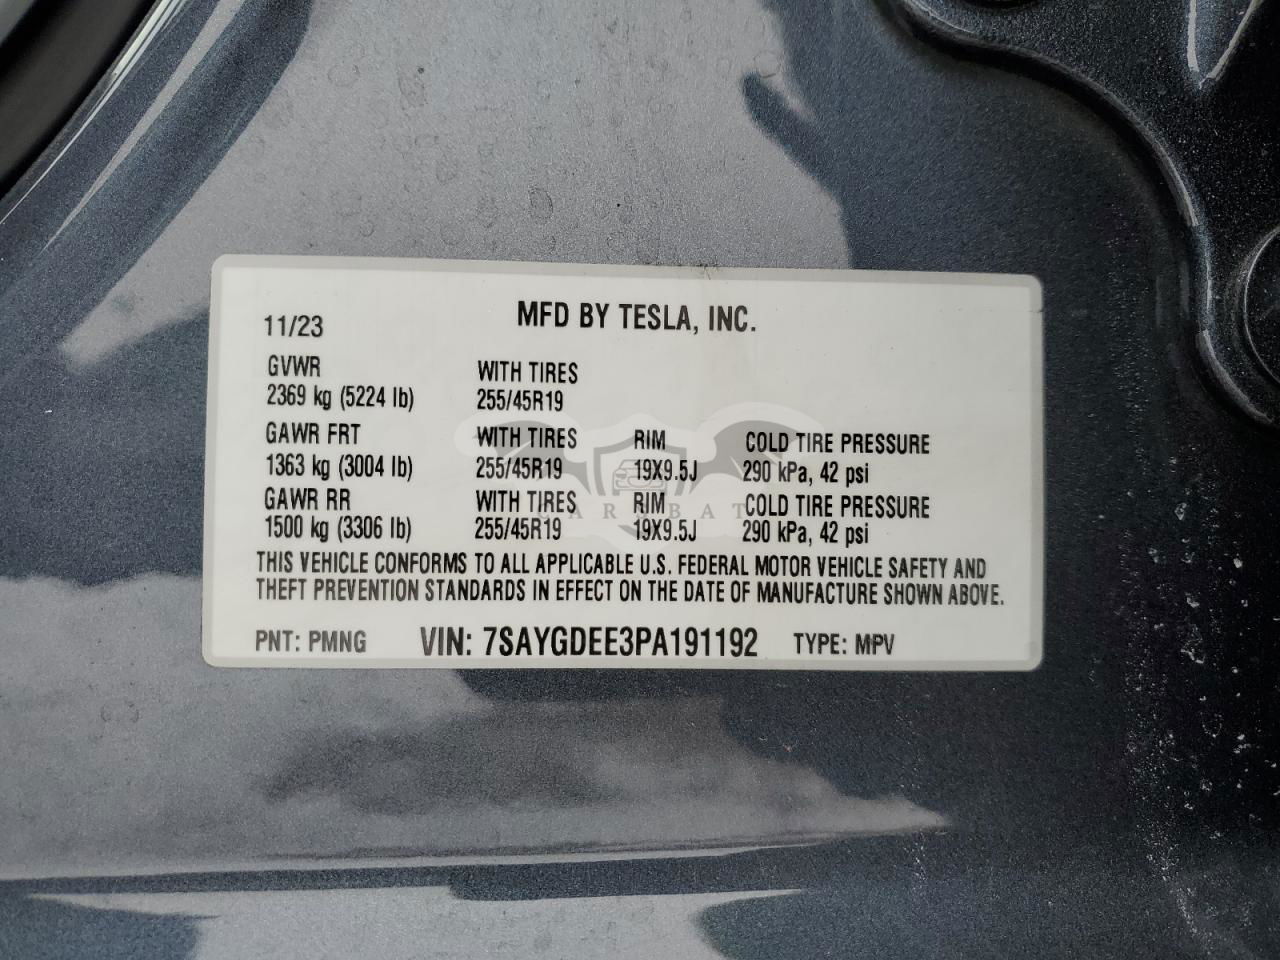 MFD BY TESLA, INC.
11/23
GVWR WITH TIRES
2369 kg (5224 lb) 255/45R19
GAWR FRT WITH TIRES RIM COLD TIRE PRESSURE
1363 kg (3004 lb) 255/45R19 19X9.5J 290 kPa, 42 psi
GAWR RR WITH TIRES RIM COLD TIRE PRESSURE
1500 kg (3306 lb) 255/45R19 19X9.5J 290 kPa, 42 psi
CARSBAT
THIS VEHICLE CONFORMS TO ALL APPLICABLE U.S. FEDERAL MOTOR VEHICLE SAFETY AND
THEFT PREVENTION STANDARDS IN EFFECT ON THE DATE OF MANUFACTURE SHOWN ABOVE.
PNT: PMNG VIN: 7SAYGDEE3PA191192 TYPE: MPV